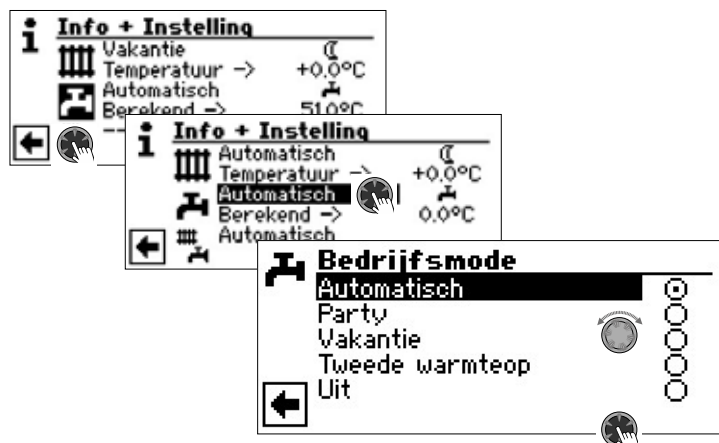 Info + Instelling
Vakantie
Temperatuur -> +0.0°C
Automatisch
Berekend -> 51.0°C
Info + Instelling
Automatisch
Temperatuur -> +0.0°C
Automatisch
Berekend -> 0.0°C
Automatisch
Bedrijfsmode
Automatisch
Party
Vakantie
Tweede warmteop
Uit